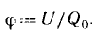 φ = U/Q₀.